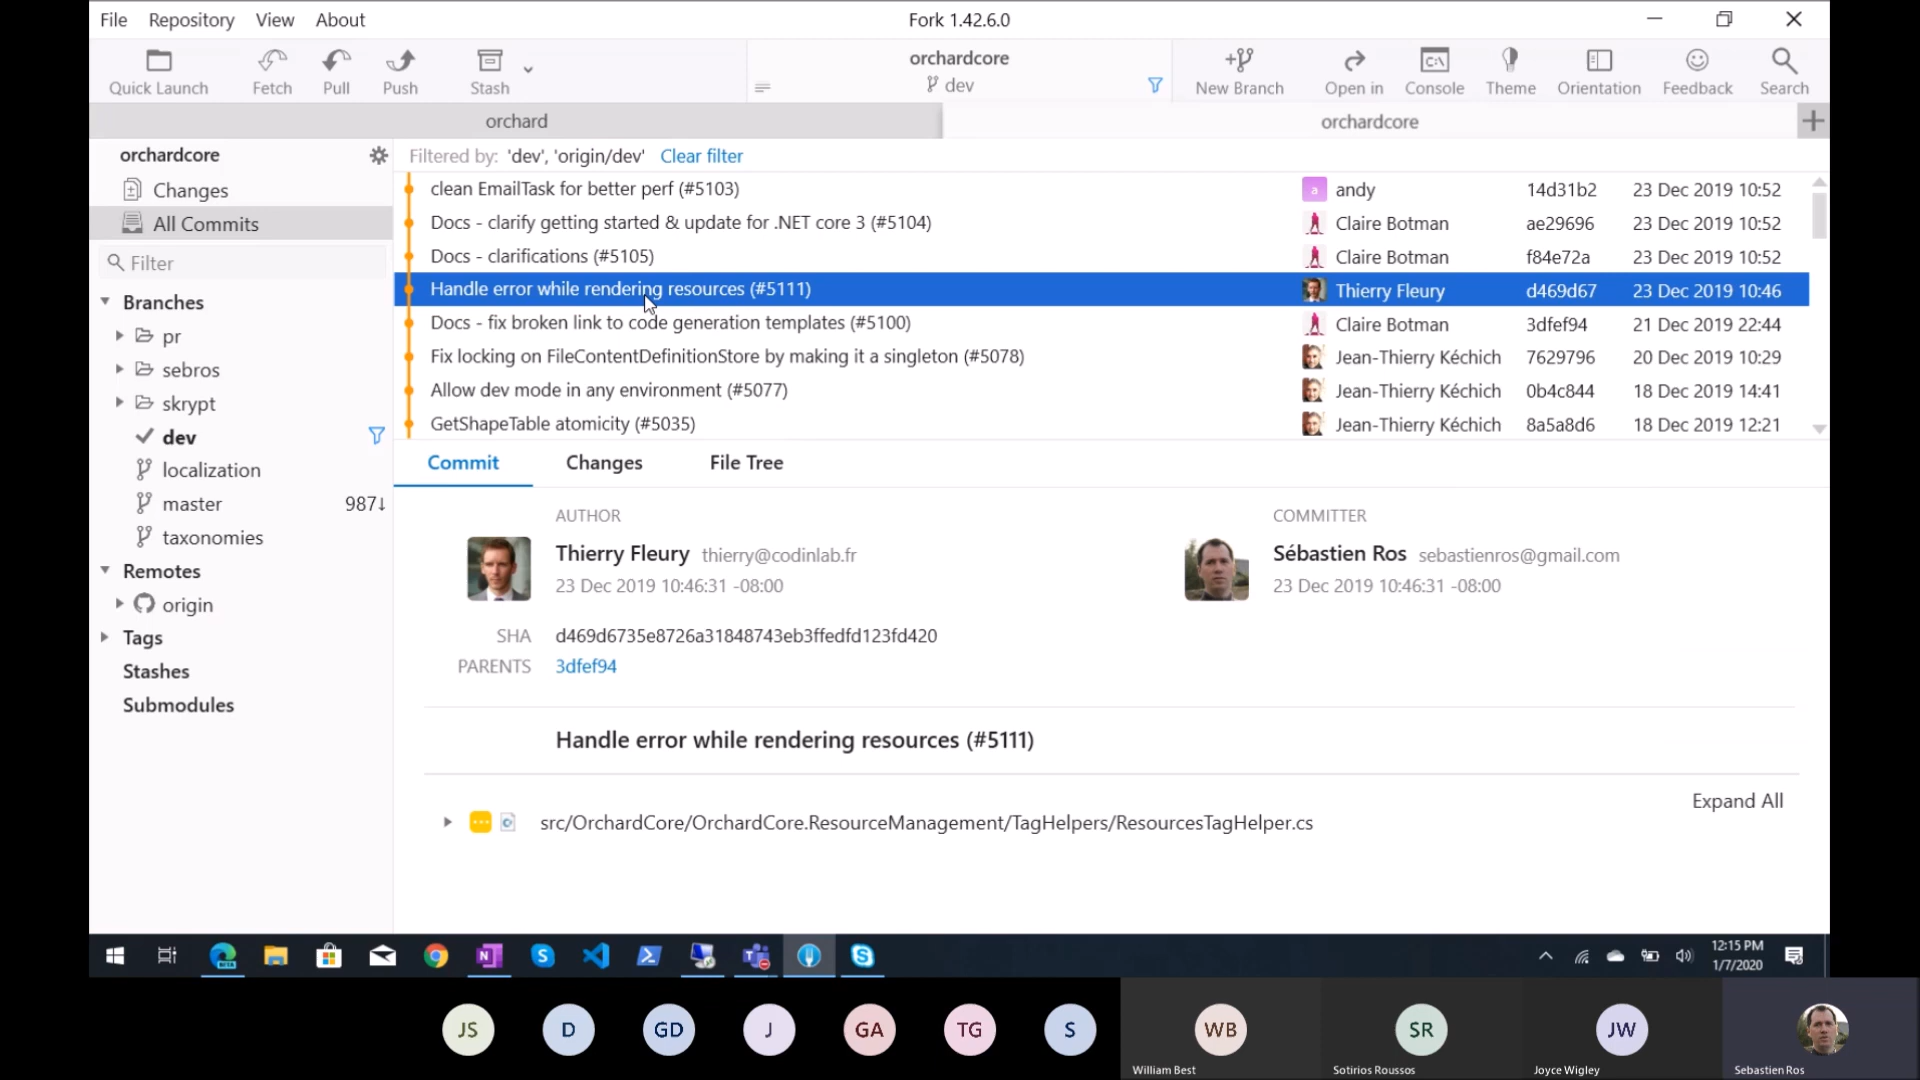 File Repository View About
Fork 1.42.6.0
Quick Launch Fetch Pull Push Stash
orchardcore
dev
New Branch Open in Console Theme Orientation Feedback Search
orchard
orchardcore
orchardcore
Changes
All Commits
Filter
Branches
pr
sebros
skrypt
dev
localization
master 987↓
taxonomies
Remotes
origin
Tags
Stashes
Submodules
Filtered by: 'dev', 'origin/dev' Clear filter
clean EmailTask for better perf (#5103) a andy 14d31b2 23 Dec 2019 10:52
Docs - clarify getting started & update for .NET core 3 (#5104) Claire Botman ae29696 23 Dec 2019 10:52
Docs - clarifications (#5105) Claire Botman f84e72a 23 Dec 2019 10:52
Handle error while rendering resources (#5111) Thierry Fleury d469d67 23 Dec 2019 10:46
Docs - fix broken link to code generation templates (#5100) Claire Botman 3dfef94 21 Dec 2019 22:44
Fix locking on FileContentDefinitionStore by making it a singleton (#5078) Jean-Thierry Kéchich 7629796 20 Dec 2019 10:29
Allow dev mode in any environment (#5077) Jean-Thierry Kéchich 0b4c844 18 Dec 2019 14:41
GetShapeTable atomicity (#5035) Jean-Thierry Kéchich 8a5a8d6 18 Dec 2019 12:21
Commit Changes File Tree
AUTHOR
Thierry Fleury thierry@codinlab.fr
23 Dec 2019 10:46:31 -08:00
COMMITTER
Sébastien Ros sebastienros@gmail.com
23 Dec 2019 10:46:31 -08:00
SHA d469d6735e8726a31848743eb3ffedfd123fd420
PARENTS 3dfef94
Handle error while rendering resources (#5111)
Expand All
src/OrchardCore/OrchardCore.ResourceManagement/TagHelpers/ResourcesTagHelper.cs
12:15 PM
1/7/2020
JS D GD J GA TG S WB SR JW
William Best Sotirios Roussos Joyce Wigley Sebastien Ros